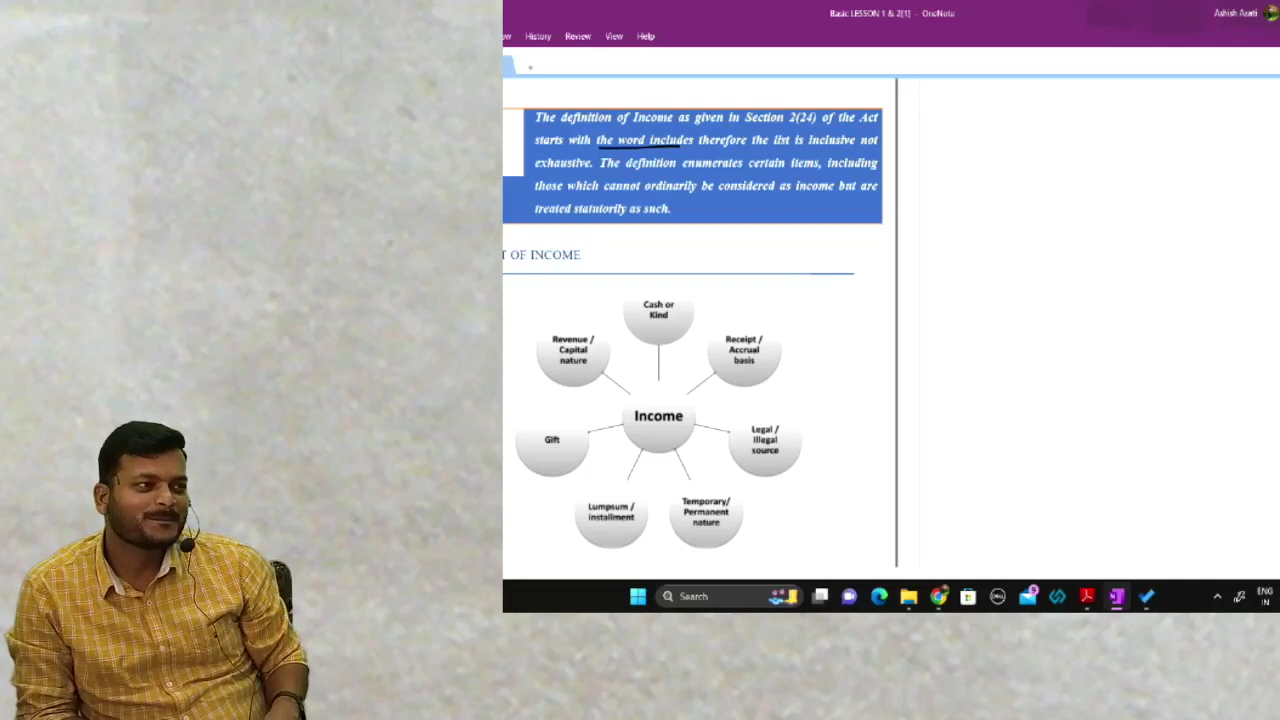 Basic LESSON 1 & 2[1] - OneNote
Ashish Asati
History Review View Help
The definition of Income as given in Section 2(24) of the Act
starts with the word includes therefore the list is inclusive not
exhaustive. The definition enumerates certain items, including
those which cannot ordinarily be considered as income but are
treated statutorily as such.
OF INCOME
Cash or
Kind
Revenue /
Capital
nature
Receipt /
Accrual
basis
Income
Gift
Legal /
Illegal
source
Lumpsum /
installment
Temporary/
Permanent
nature
Search
ENG
IN